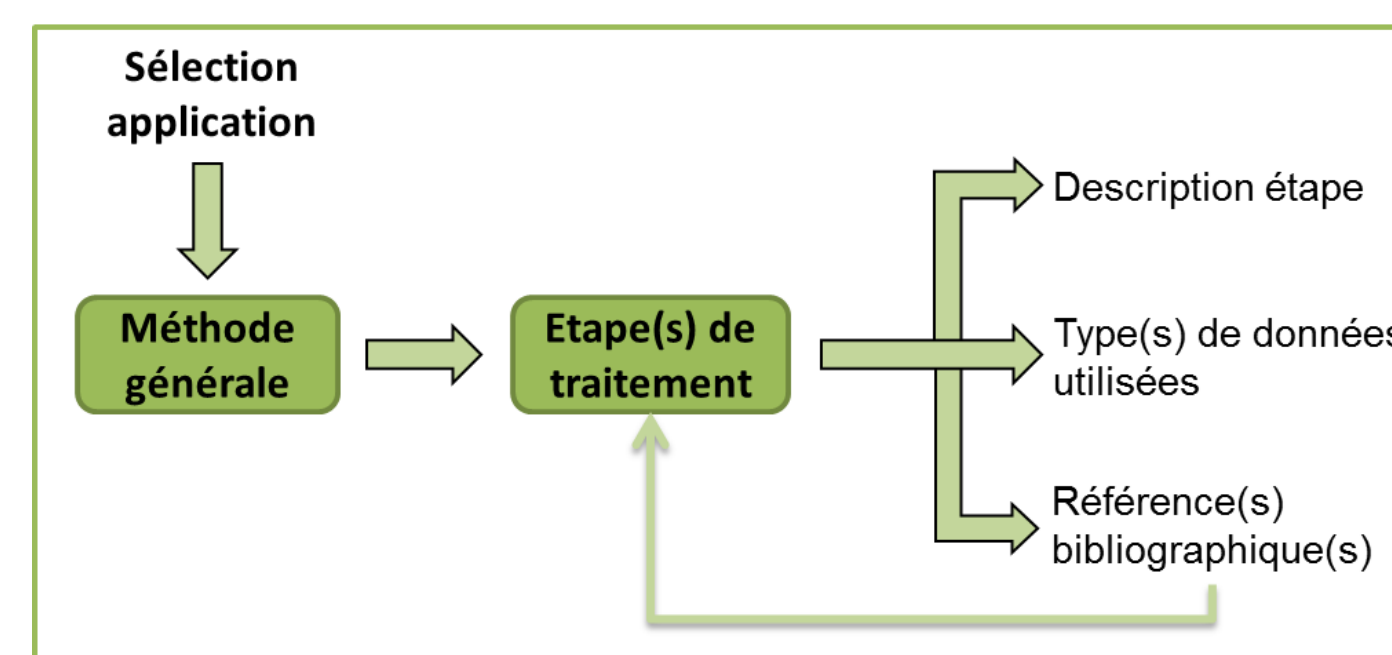 Sélection
application
Méthode
générale
Etape(s) de
traitement
Description étape
Type(s) de données
utilisées
Référence(s)
bibliographique(s)